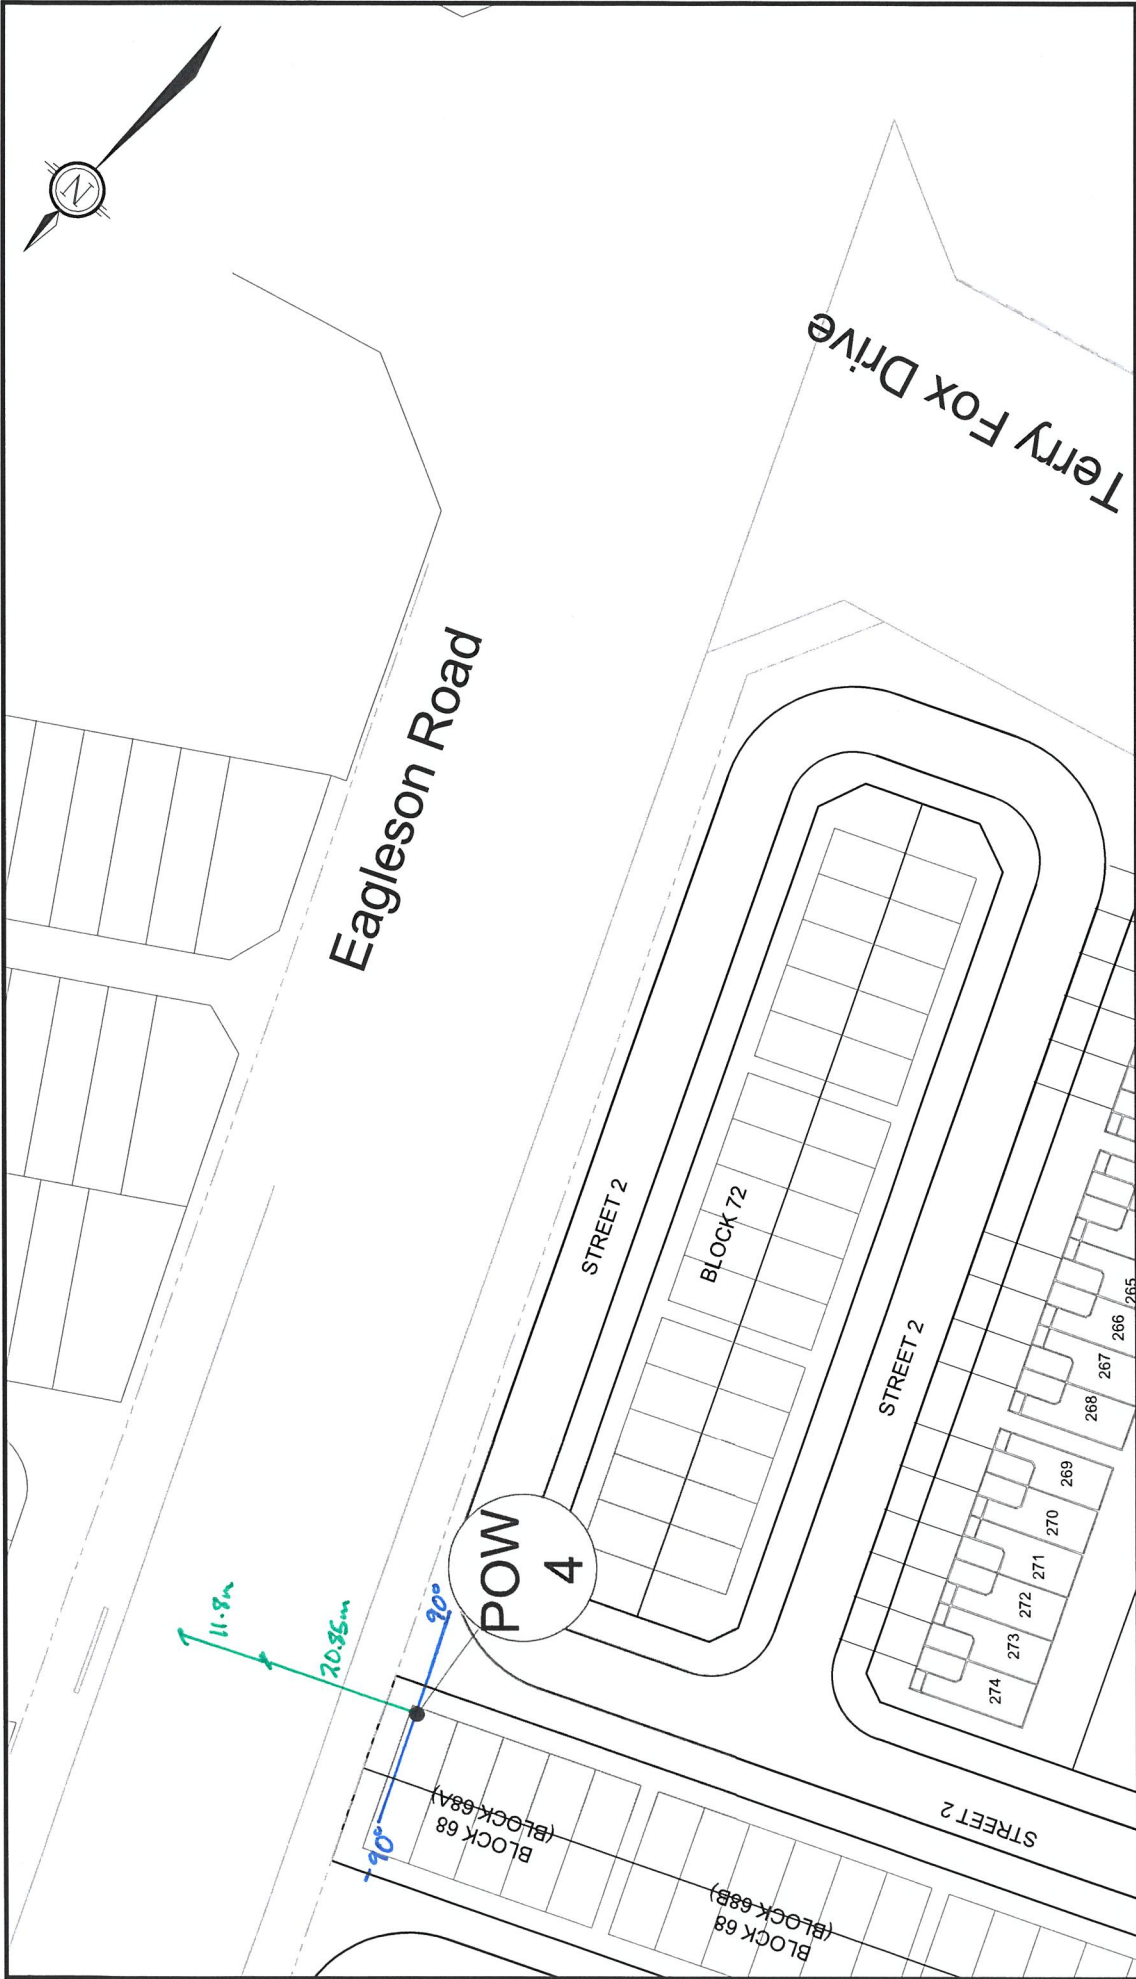 N
Terry Fox Drive
Eagleson Road
11.8m
20.85m
90°
-90°
POW
4
STREET 2
BLOCK 72
STREET 2
STREET 2
BLOCK 68
(BLOCK 68A)
BLOCK 68
(BLOCK 68B)
265
266
267
268
269
270
271
272
273
274